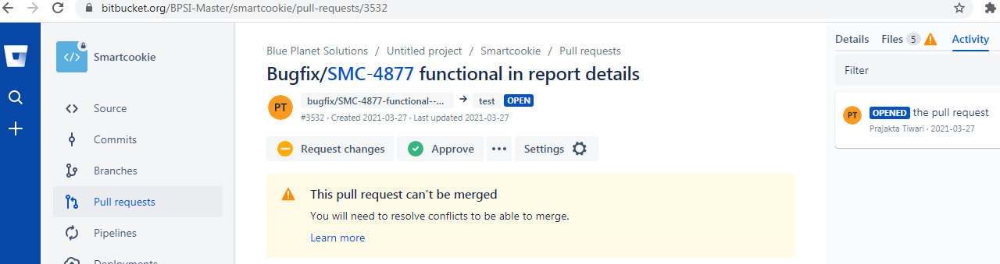 bitbucket.org/BPSI-Master/smartcookie/pull-requests/3532
Smartcookie
Source
Commits
Branches
Pull requests
Pipelines
Deployments
Blue Planet Solutions / Untitled project / Smartcookie / Pull requests
Bugfix/SMC-4877 functional in report details
PT bugfix/SMC-4877-functional--... → test OPEN
#3532 · Created 2021-03-27 · Last updated 2021-03-27
Request changes Approve ••• Settings
This pull request can't be merged
You will need to resolve conflicts to be able to merge.
Learn more
Details Files 5 Activity
Filter
PT OPENED the pull request
Prajakta Tiwari · 2021-03-27